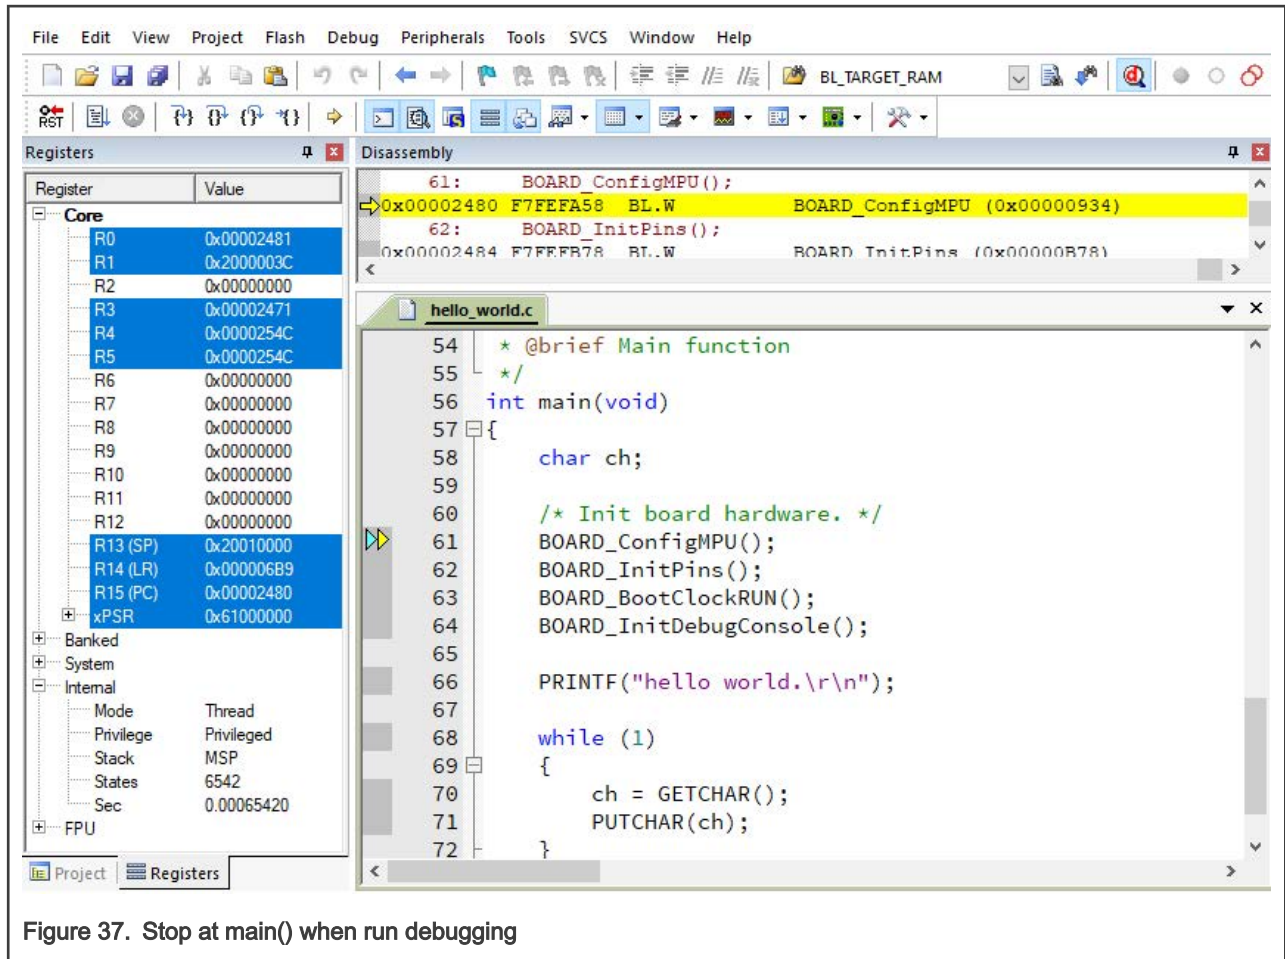 File Edit View Project Flash Debug Peripherals Tools SVCS Window Help
BL_TARGET_RAM
RST
Registers
Register Value
Core
R0 0x00002481
R1 0x2000003C
R2 0x00000000
R3 0x00002471
R4 0x0000254C
R5 0x0000254C
R6 0x00000000
R7 0x00000000
R8 0x00000000
R9 0x00000000
R10 0x00000000
R11 0x00000000
R12 0x00000000
R13 (SP) 0x20010000
R14 (LR) 0x000006B9
R15 (PC) 0x00002480
xPSR 0x61000000
Banked
System
Internal
Mode Thread
Privilege Privileged
Stack MSP
States 6542
Sec 0.00065420
FPU
Project Registers
Disassembly
61: BOARD_ConfigMPU();
0x00002480 F7FEFA58 BL.W BOARD_ConfigMPU (0x00000934)
62: BOARD_InitPins();
0x00002484 F7FEFB78 BL.W BOARD_InitPins (0x00000B78)
hello_world.c
54 * @brief Main function
55 */
56 int main(void)
57 {
58 char ch;
59
60 /* Init board hardware. */
61 BOARD_ConfigMPU();
62 BOARD_InitPins();
63 BOARD_BootClockRUN();
64 BOARD_InitDebugConsole();
65
66 PRINTF("hello world.\r\n");
67
68 while (1)
69 {
70 ch = GETCHAR();
71 PUTCHAR(ch);
72 }
Figure 37. Stop at main() when run debugging